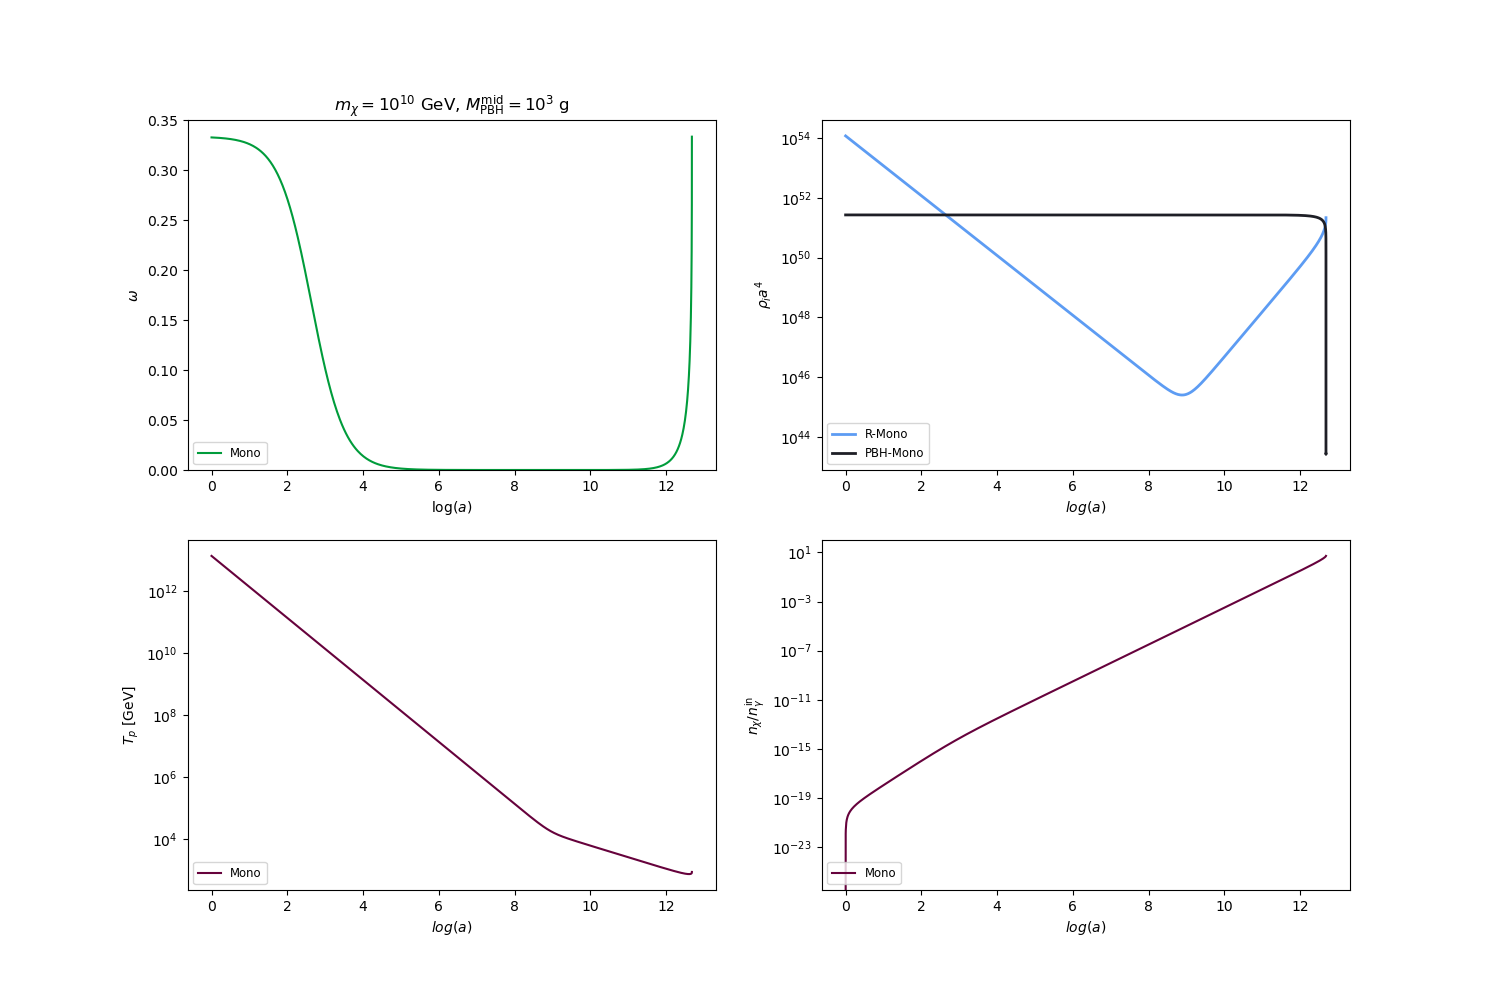 m_χ = 10^10 GeV, M_PBH^mid = 10^3 g
0.35
0.30
0.25
0.20
0.15
0.10
0.05
0.00
ω
Mono
0 2 4 6 8 10 12
log(a)
10^54
10^52
10^50
10^48
10^46
10^44
ρ_i a^4
R-Mono
PBH-Mono
0 2 4 6 8 10 12
log(a)
10^12
10^10
10^8
10^6
10^4
T_p [GeV]
Mono
0 2 4 6 8 10 12
log(a)
10^1
10^−3
10^−7
10^−11
10^−15
10^−19
10^−23
n_χ/n_γ^in
Mono
0 2 4 6 8 10 12
log(a)